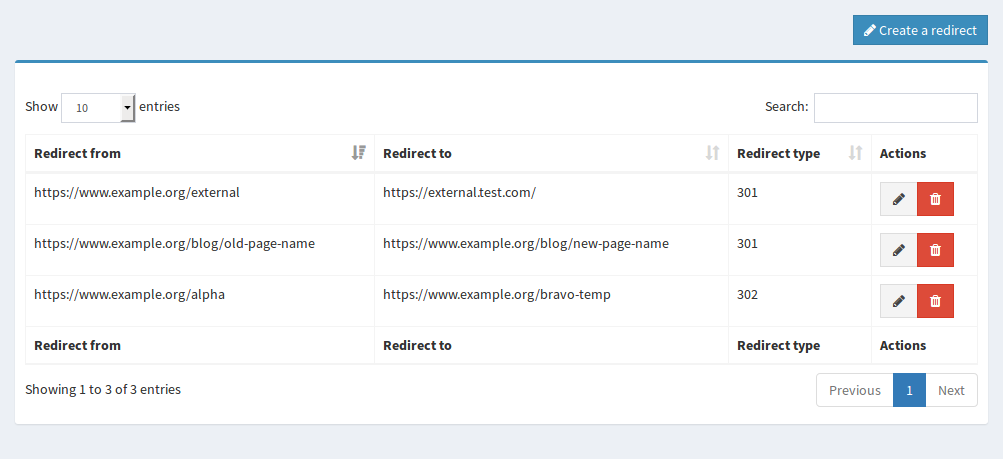 Create a redirect
Show 10 entries Search:
Redirect from Redirect to Redirect type Actions
https://www.example.org/external https://external.test.com/ 301
https://www.example.org/blog/old-page-name https://www.example.org/blog/new-page-name 301
https://www.example.org/alpha https://www.example.org/bravo-temp 302
Redirect from Redirect to Redirect type Actions
Showing 1 to 3 of 3 entries Previous 1 Next